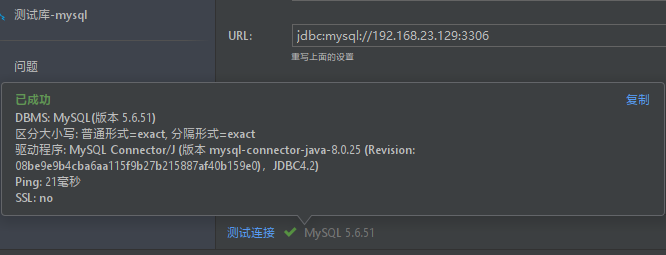 测试库-mysql
URL:
jdbc:mysql://192.168.23.129:3306
重写上面的设置
问题
已成功
复制
DBMS: MySQL(版本 5.6.51)
区分大小写: 普通形式=exact, 分隔形式=exact
驱动程序: MySQL Connector/J (版本 mysql-connector-java-8.0.25 (Revision:
08be9e9b4cba6aa115f9b27b215887af40b159e0)，JDBC4.2)
Ping: 21毫秒
SSL: no
测试连接 MySQL 5.6.51